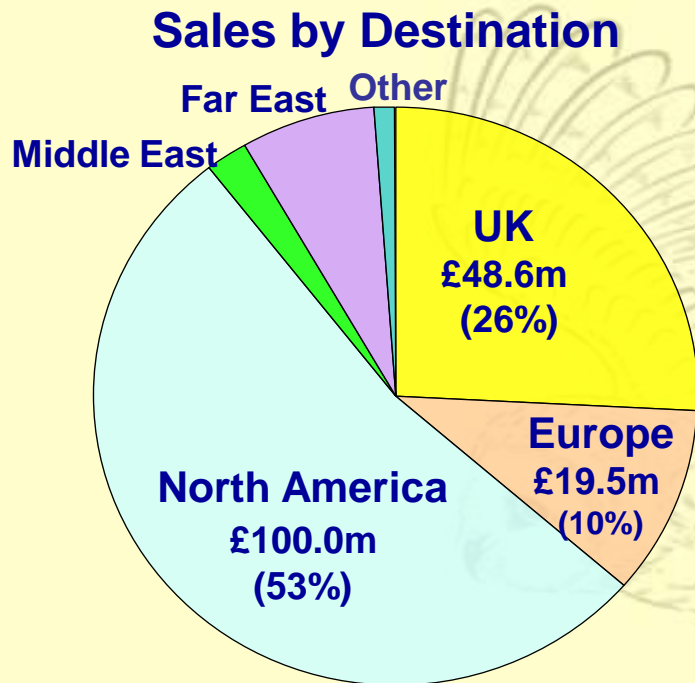 Sales by Destination
Other
Far East
Middle East
UK
£48.6m
(26%)
Europe
£19.5m
(10%)
North America
£100.0m
(53%)